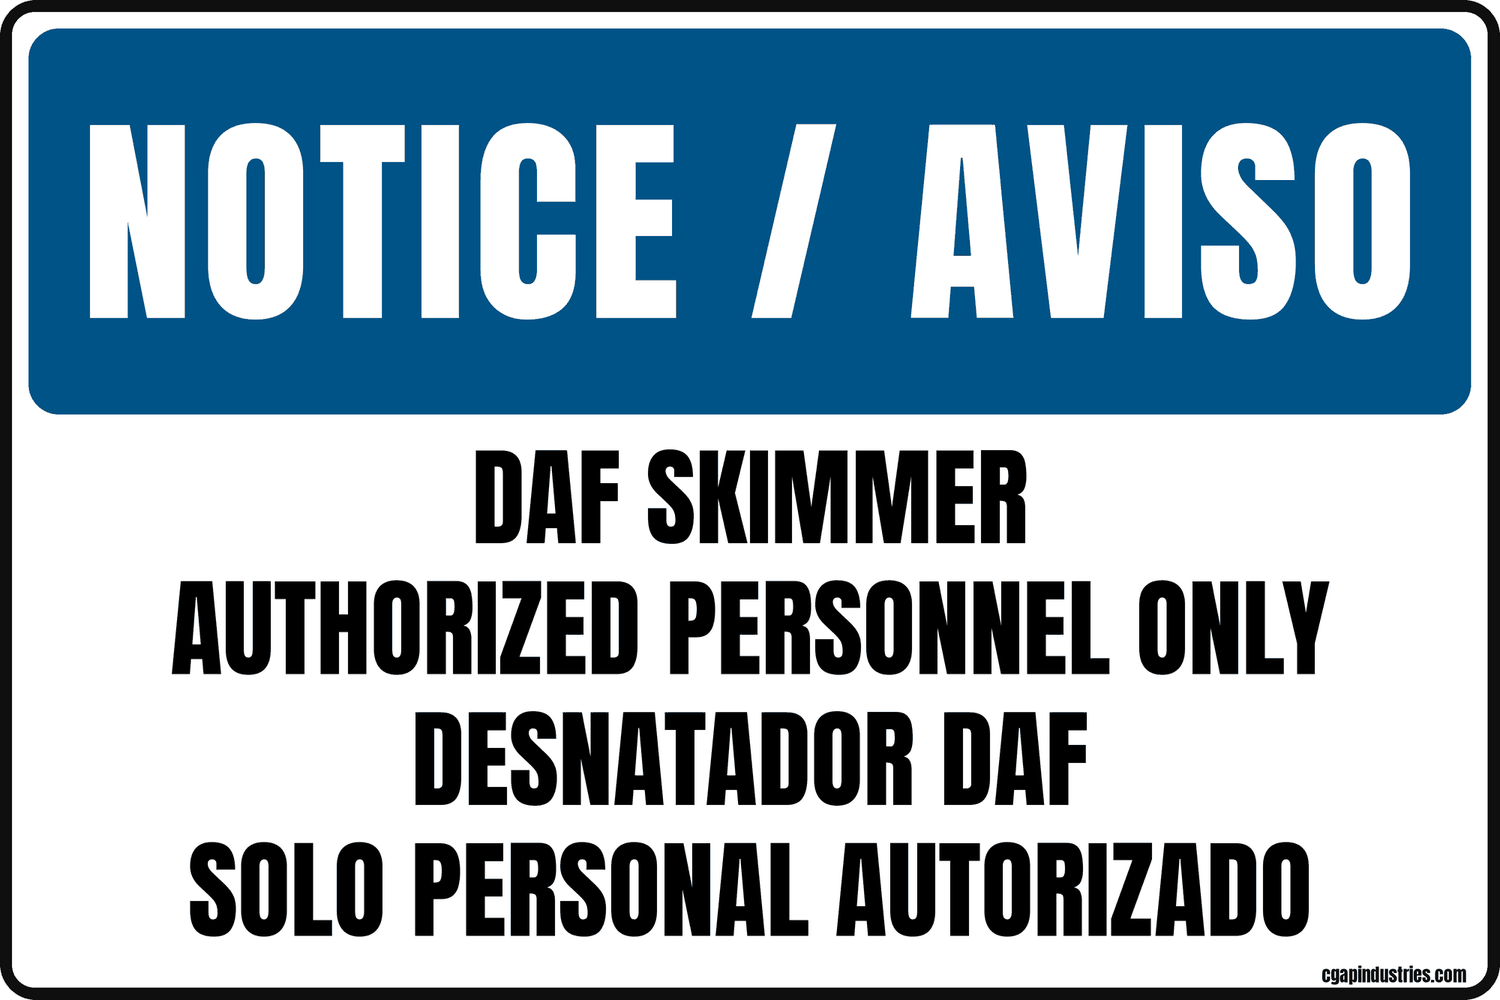 NOTICE / AVISO
DAF SKIMMER
AUTHORIZED PERSONNEL ONLY
DESNATADOR DAF
SOLO PERSONAL AUTORIZADO
cgapindustries.com